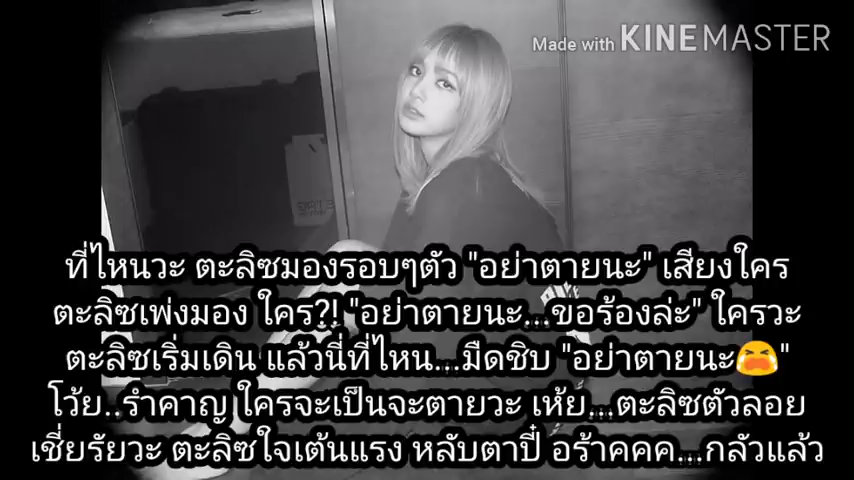 Made with KINEMASTER
ที่ไหนวะ ตะลิซมองรอบๆตัว "อย่าตายนะ" เสียงใคร
ตะลิซเพ่งมอง ใคร?! "อย่าตายนะ...ขอร้องล่ะ" ใครวะ
ตะลิซเริ่มเดิน แล้วนี่ที่ไหน...มืดชิบ "อย่าตายนะ😭"
โว้ย..รำคาญ ใครจะเป็นจะตายวะ เห้ย...ตะลิซตัวลอย
เชี่ยรัยวะ ตะลิซใจเต้นแรง หลับตาปี๋ อร้าคคค...กลัวแล้ว